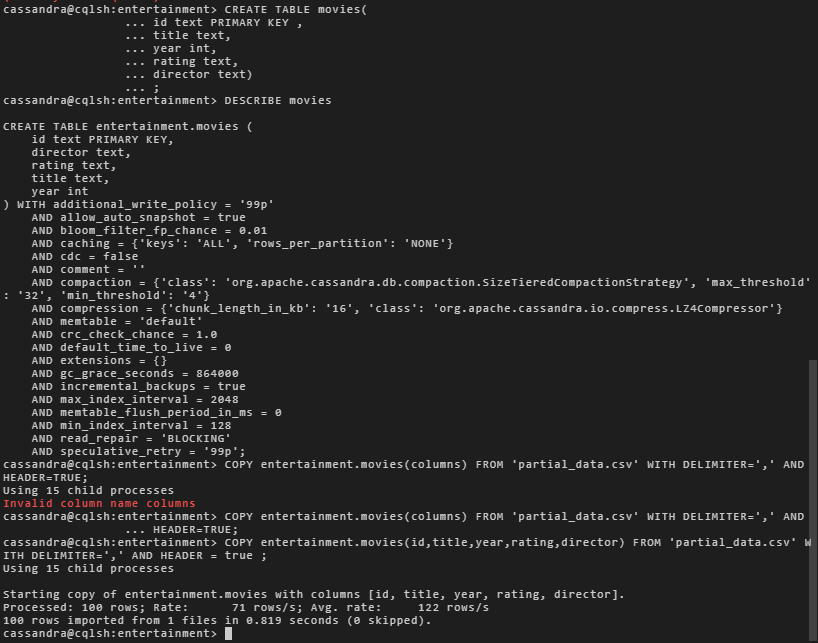 cassandra@cqlsh:entertainment> CREATE TABLE movies(
... id text PRIMARY KEY ,
... title text,
... year int,
... rating text,
... director text)
... ;
cassandra@cqlsh:entertainment> DESCRIBE movies
CREATE TABLE entertainment.movies (
id text PRIMARY KEY,
director text,
rating text,
title text,
year int
) WITH additional_write_policy = '99p'
AND allow_auto_snapshot = true
AND bloom_filter_fp_chance = 0.01
AND caching = {'keys': 'ALL', 'rows_per_partition': 'NONE'}
AND cdc = false
AND comment = ''
AND compaction = {'class': 'org.apache.cassandra.db.compaction.SizeTieredCompactionStrategy', 'max_threshold'
: '32', 'min_threshold': '4'}
AND compression = {'chunk_length_in_kb': '16', 'class': 'org.apache.cassandra.io.compress.LZ4Compressor'}
AND memtable = 'default'
AND crc_check_chance = 1.0
AND default_time_to_live = 0
AND extensions = {}
AND gc_grace_seconds = 864000
AND incremental_backups = true
AND max_index_interval = 2048
AND memtable_flush_period_in_ms = 0
AND min_index_interval = 128
AND read_repair = 'BLOCKING'
AND speculative_retry = '99p';
cassandra@cqlsh:entertainment> COPY entertainment.movies(columns) FROM 'partial_data.csv' WITH DELIMITER=',' AND
HEADER=TRUE;
Using 15 child processes
Invalid column name columns
cassandra@cqlsh:entertainment> COPY entertainment.movies(columns) FROM 'partial_data.csv' WITH DELIMITER=',' AND
... HEADER=TRUE;
cassandra@cqlsh:entertainment> COPY entertainment.movies(id,title,year,rating,director) FROM 'partial_data.csv' W
ITH DELIMITER=',' AND HEADER = true ;
Using 15 child processes
Starting copy of entertainment.movies with columns [id, title, year, rating, director].
Processed: 100 rows; Rate: 71 rows/s; Avg. rate: 122 rows/s
100 rows imported from 1 files in 0.819 seconds (0 skipped).
cassandra@cqlsh:entertainment>